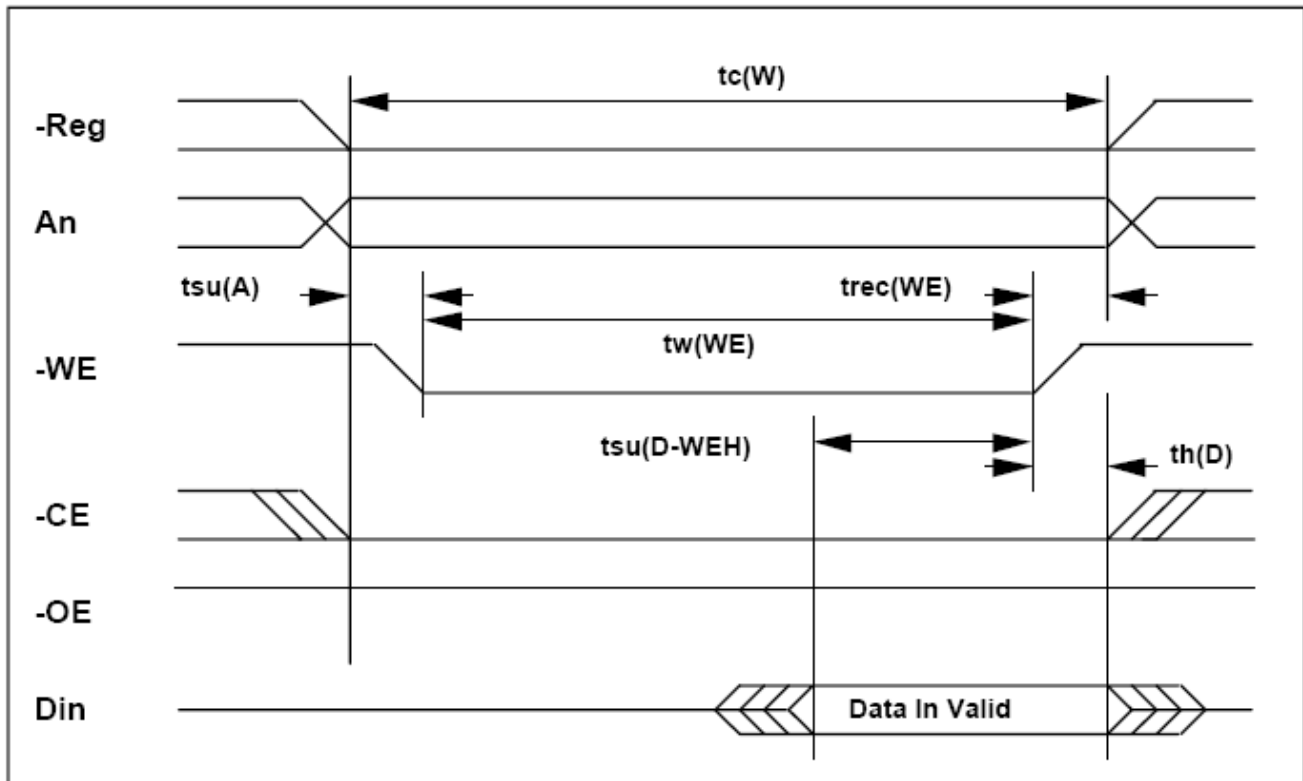 tc(W)
-Reg
An
tsu(A)
trec(WE)
tw(WE)
-WE
tsu(D-WEH)
th(D)
-CE
-OE
Din
Data In Valid